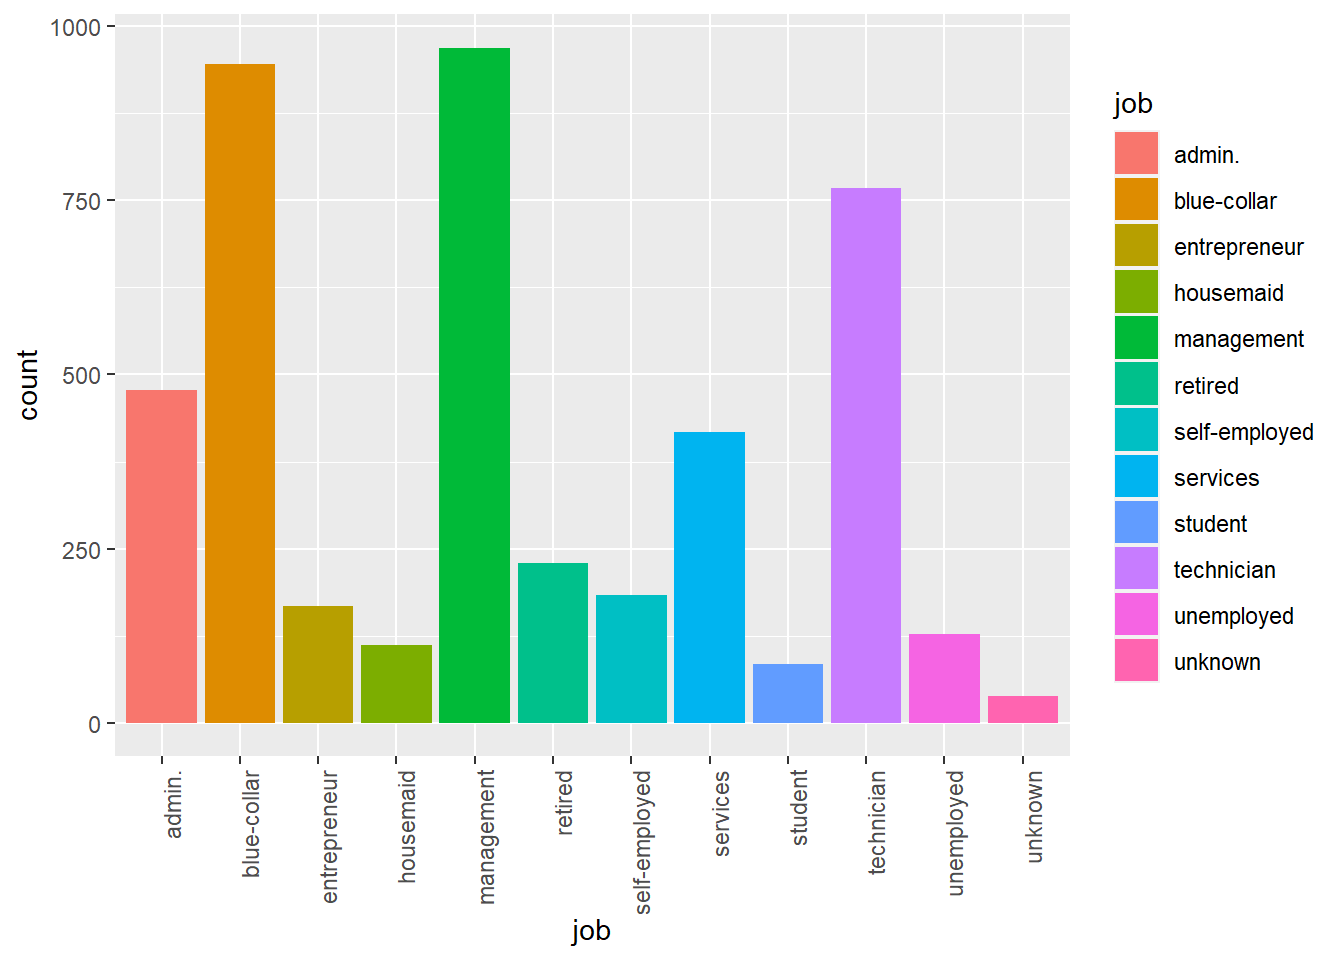 1000
750
500
250
0
count
admin.
blue-collar
entrepreneur
housemaid
management
retired
self-employed
services
student
technician
unemployed
unknown
job
job
admin.
blue-collar
entrepreneur
housemaid
management
retired
self-employed
services
student
technician
unemployed
unknown